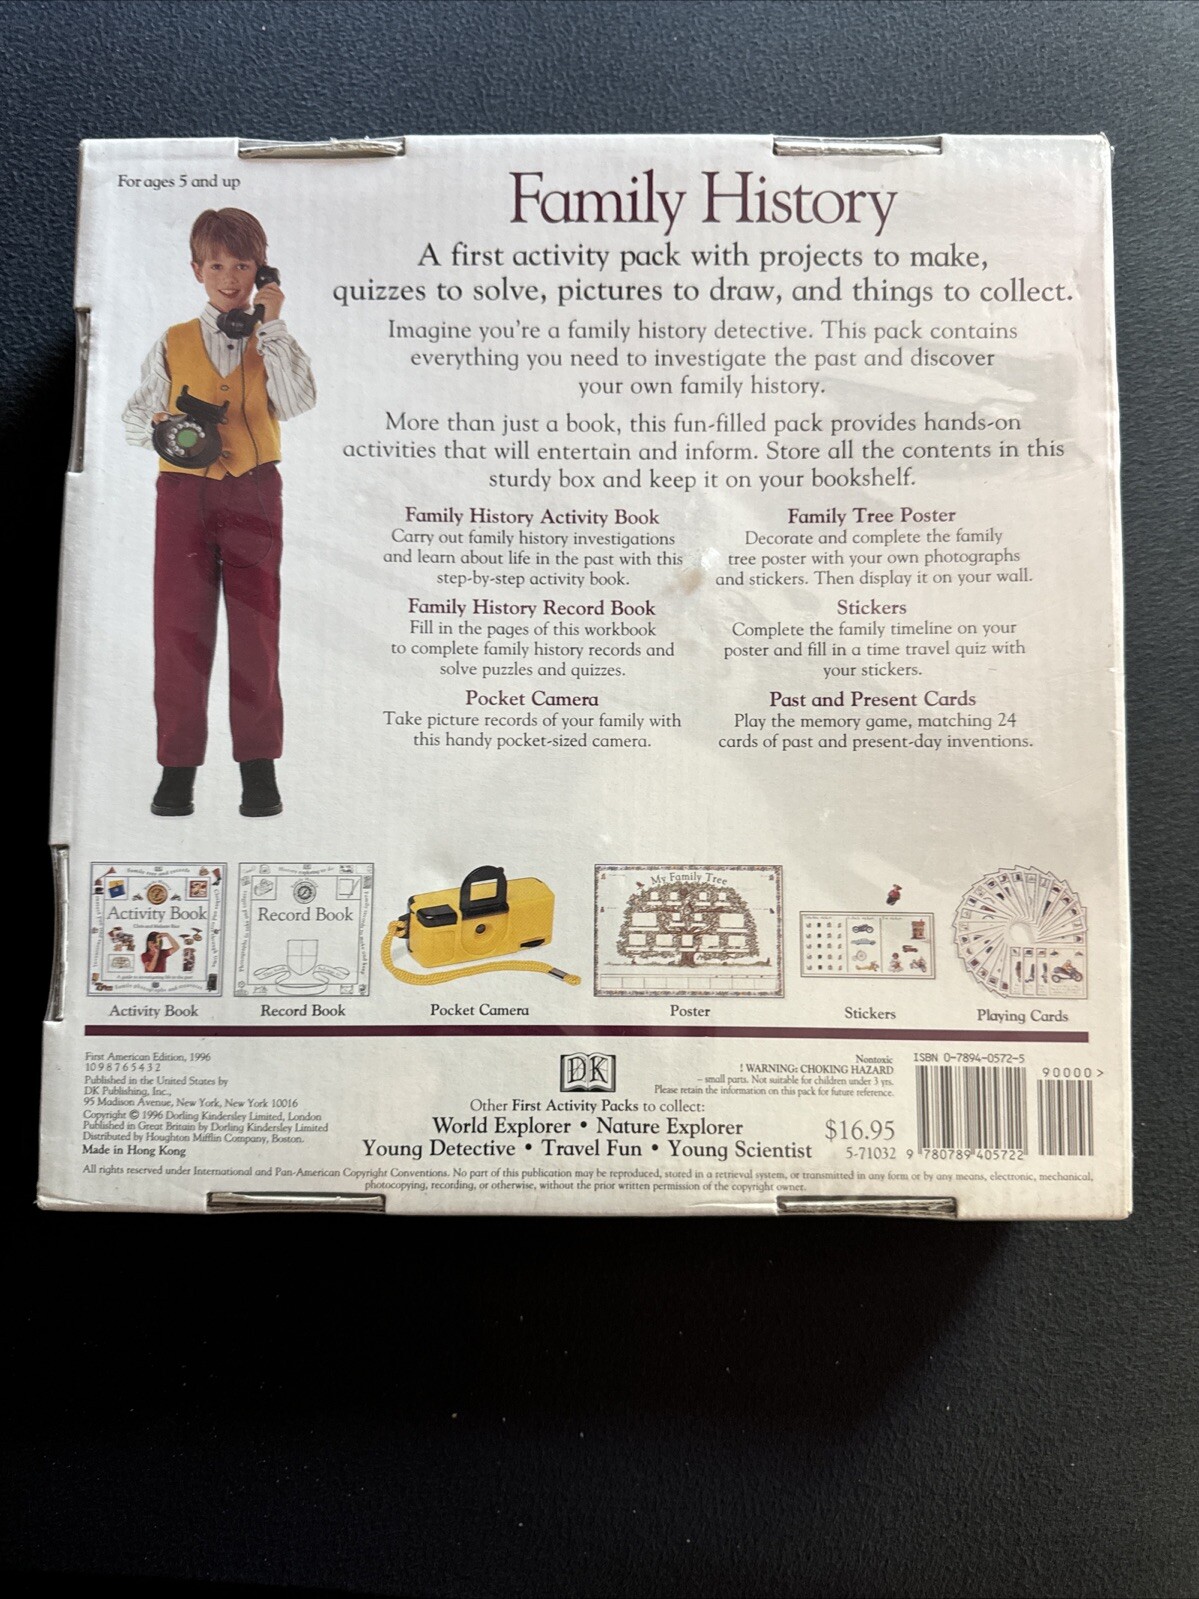 For ages 5 and up
Family History
A first activity pack with projects to make,
quizzes to solve, pictures to draw, and things to collect.
Imagine you're a family history detective. This pack contains
everything you need to investigate the past and discover
your own family history.
More than just a book, this fun-filled pack provides hands-on
activities that will entertain and inform. Store all the contents in this
sturdy box and keep it on your bookshelf.
Family History Activity Book
Carry out family history investigations
and learn about life in the past with this
step-by-step activity book.
Family History Record Book
Fill in the pages of this workbook
to complete family history records and
solve puzzles and quizzes.
Pocket Camera
Take picture records of your family with
this handy pocket-sized camera.
Family Tree Poster
Decorate and complete the family
tree poster with your own photographs
and stickers. Then display it on your wall.
Stickers
Complete the family timeline on your
poster and fill in a time travel quiz with
your stickers.
Past and Present Cards
Play the memory game, matching 24
cards of past and present-day inventions.
Activity Book
Record Book
My Family Tree
Activity Book
Record Book
Pocket Camera
Poster
Stickers
Playing Cards
First American Edition, 1996
10 9 8 7 6 5 4 3 2
Published in the United States by
DK Publishing, Inc.,
95 Madison Avenue, New York, New York 10016
Copyright © 1996 Dorling Kindersley Limited, London
Published in Great Britain by Dorling Kindersley Limited
Distributed by Houghton Mifflin Company, Boston.
Made in Hong Kong
DK
Other First Activity Packs to collect:
World Explorer • Nature Explorer
Young Detective • Travel Fun • Young Scientist
Nontoxic
! WARNING: CHOKING HAZARD
– small parts. Not suitable for children under 3 yrs.
Please retain the information on this pack for future reference.
$16.95
5-71032
ISBN 0-7894-0572-5
90000>
9 780789 405722
All rights reserved under International and Pan-American Copyright Conventions. No part of this publication may be reproduced, stored in a retrieval system, or transmitted in any form or by any means, electronic, mechanical,
photocopying, recording, or otherwise, without the prior written permission of the copyright owner.